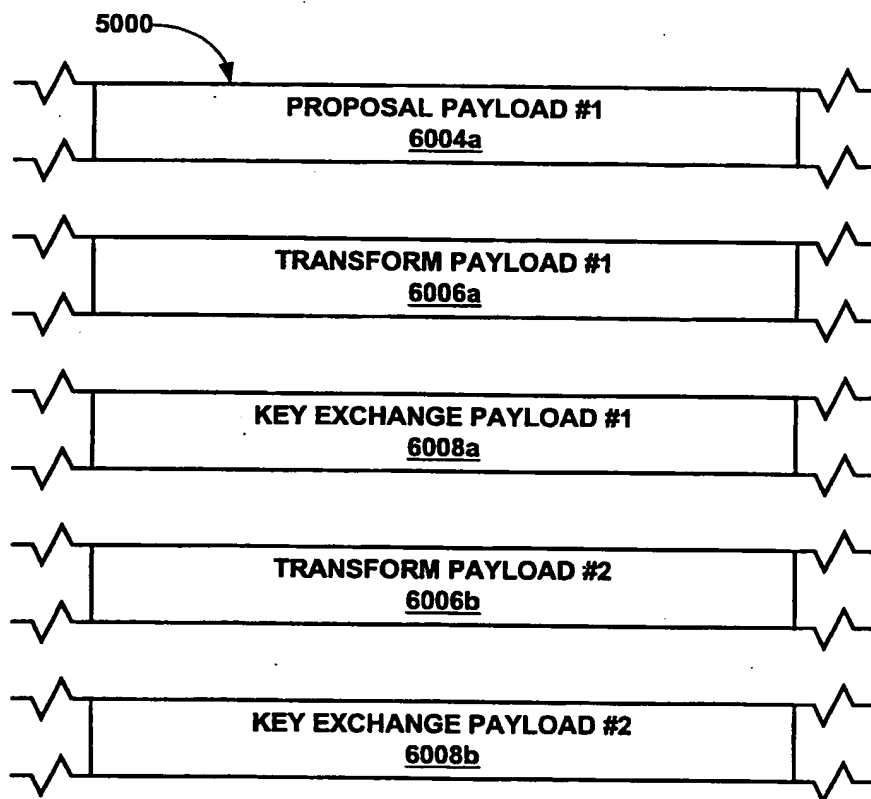 5000
PROPOSAL PAYLOAD #1
6004a
TRANSFORM PAYLOAD #1
6006a
KEY EXCHANGE PAYLOAD #1
6008a
TRANSFORM PAYLOAD #2
6006b
KEY EXCHANGE PAYLOAD #2
6008b